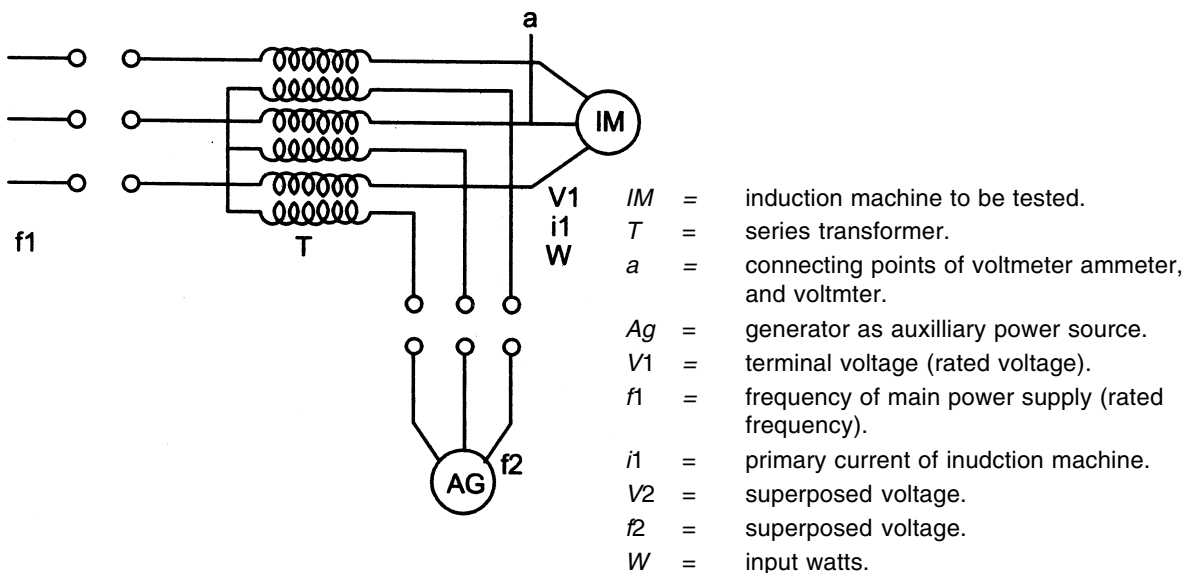 a
IM
f1
T
V1
i1
W
f2
AG
IM = induction machine to be tested.
T = series transformer.
a = connecting points of voltmeter ammeter,
and voltmter.
Ag = generator as auxilliary power source.
V1 = terminal voltage (rated voltage).
f1 = frequency of main power supply (rated
frequency).
i1 = primary current of inudction machine.
V2 = superposed voltage.
f2 = superposed voltage.
W = input watts.